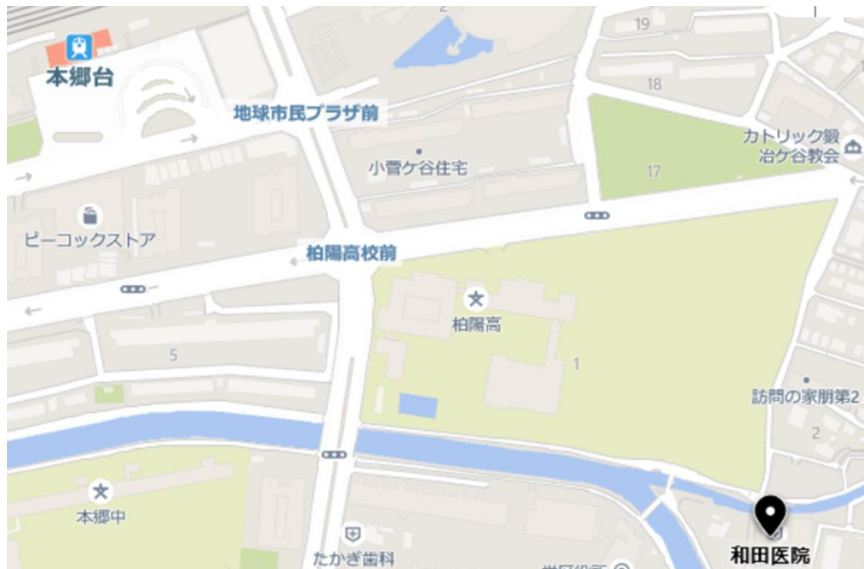 2
19
本郷台
18
地球市民プラザ前
カトリック鍛
冶ケ谷教会
小菅ケ谷住宅
17
ピーコックストア
柏陽高校前
柏陽高
5
1
訪問の家朋第2
2
17
本郷中
和田医院
たかぎ歯科